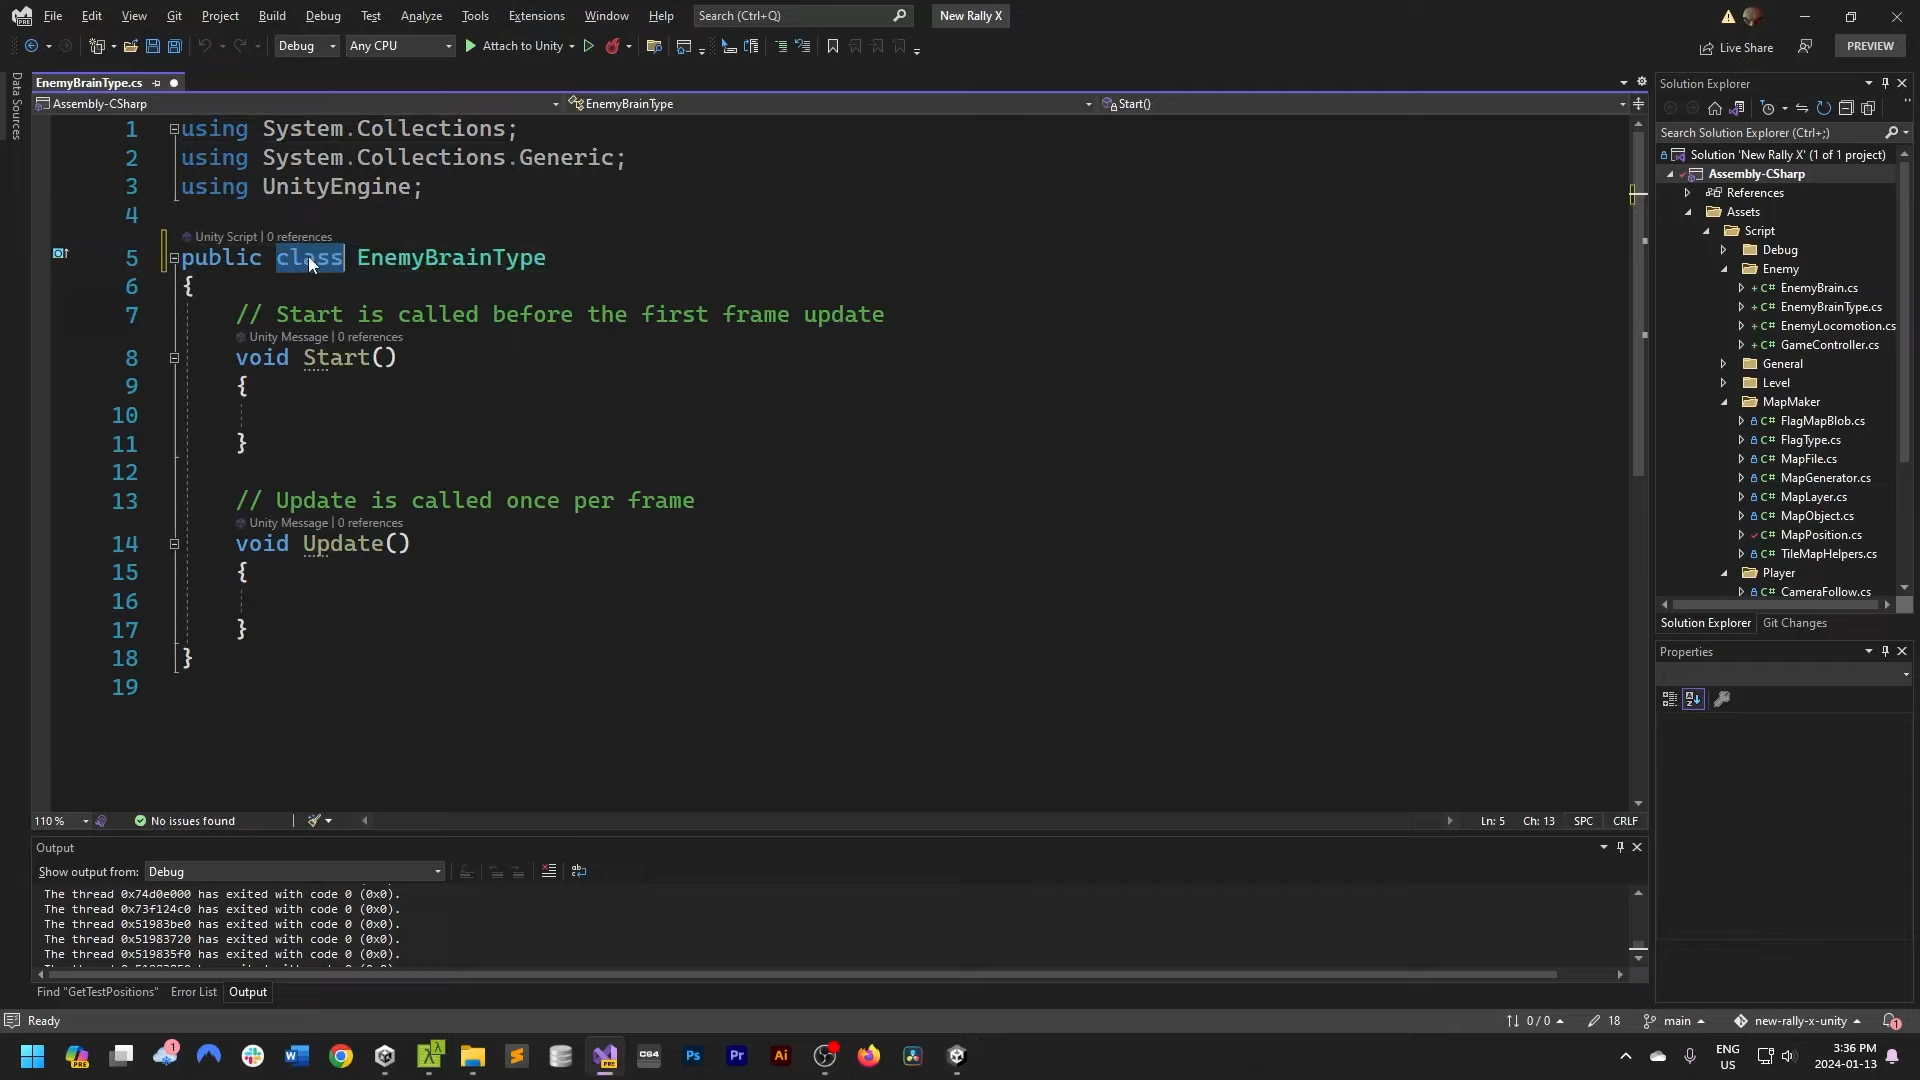 File Edit View Git Project Build Debug Test Analyze Tools Extensions Window Help Search (Ctrl+Q) New Rally X
Debug Any CPU Attach to Unity Live Share PREVIEW
Data Sources
EnemyBrainType.cs
Assembly-CSharp EnemyBrainType Start()
1 using System.Collections;
2 using System.Collections.Generic;
3 using UnityEngine;
4
Unity Script | 0 references
5 public class EnemyBrainType
6 {
7 // Start is called before the first frame update
Unity Message | 0 references
8 void Start()
9 {
10
11 }
12
13 // Update is called once per frame
Unity Message | 0 references
14 void Update()
15 {
16
17 }
18 }
19
110 % No issues found Ln: 5 Ch: 13 SPC CRLF
Output
Show output from: Debug
The thread 0x74d0e000 has exited with code 0 (0x0).
The thread 0x73f124c0 has exited with code 0 (0x0).
The thread 0x51983be0 has exited with code 0 (0x0).
The thread 0x51983720 has exited with code 0 (0x0).
The thread 0x519835f0 has exited with code 0 (0x0).
Find "GetTestPositions" Error List Output
Solution Explorer
Search Solution Explorer (Ctrl+;)
Solution 'New Rally X' (1 of 1 project)
Assembly-CSharp
References
Assets
Script
Debug
Enemy
C# EnemyBrain.cs
C# EnemyBrainType.cs
C# EnemyLocomotion.cs
C# GameController.cs
General
Level
MapMaker
C# FlagMapBlob.cs
C# FlagType.cs
C# MapFile.cs
C# MapGenerator.cs
C# MapLayer.cs
C# MapObject.cs
C# MapPosition.cs
C# TileMapHelpers.cs
Player
C# CameraFollow.cs
Solution Explorer Git Changes
Properties
Ready 0 / 0 18 main new-rally-x-unity 1
PRE 1 W PRE CG4 Ps Pr Ai ENG US 3:36 PM 2024-01-13